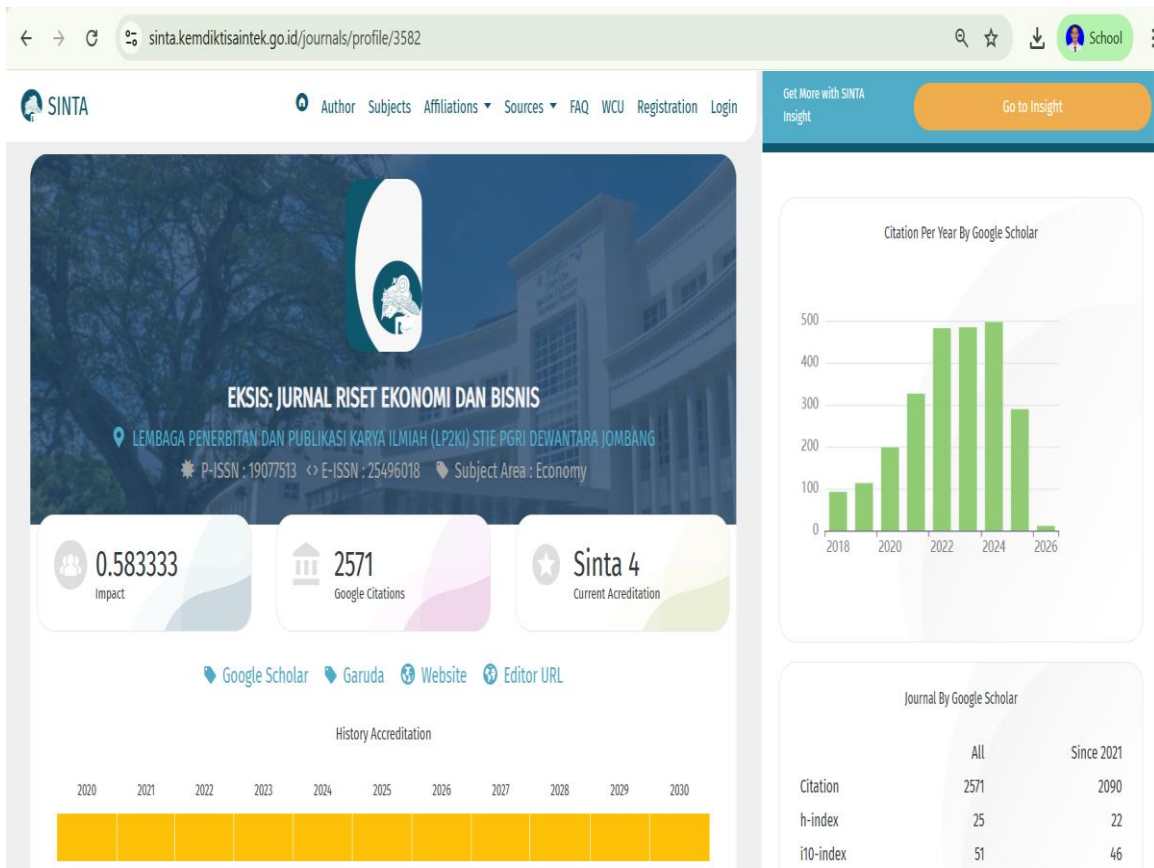 sinta.kemdiktisaintek.go.id/journals/profile/3582
School
SINTA
Author Subjects Affiliations Sources FAQ WCU Registration Login
Get More with SINTA
Insight
Go to Insight
EKSIS: JURNAL RISET EKONOMI DAN BISNIS
LEMBAGA PENERBITAN DAN PUBLIKASI KARYA ILMIAH (LP2KI) STIE PGRI DEWANTARA JOMBANG
P-ISSN : 19077513 <> E-ISSN : 25496018 Subject Area : Economy
0.583333
Impact
2571
Google Citations
Sinta 4
Current Acreditation
Google Scholar Garuda Website Editor URL
History Accreditation
2020 2021 2022 2023 2024 2025 2026 2027 2028 2029 2030
Citation Per Year By Google Scholar
500
400
300
200
100
0
2018 2020 2022 2024 2026
Journal By Google Scholar
All Since 2021
Citation 2571 2090
h-index 25 22
i10-index 51 46